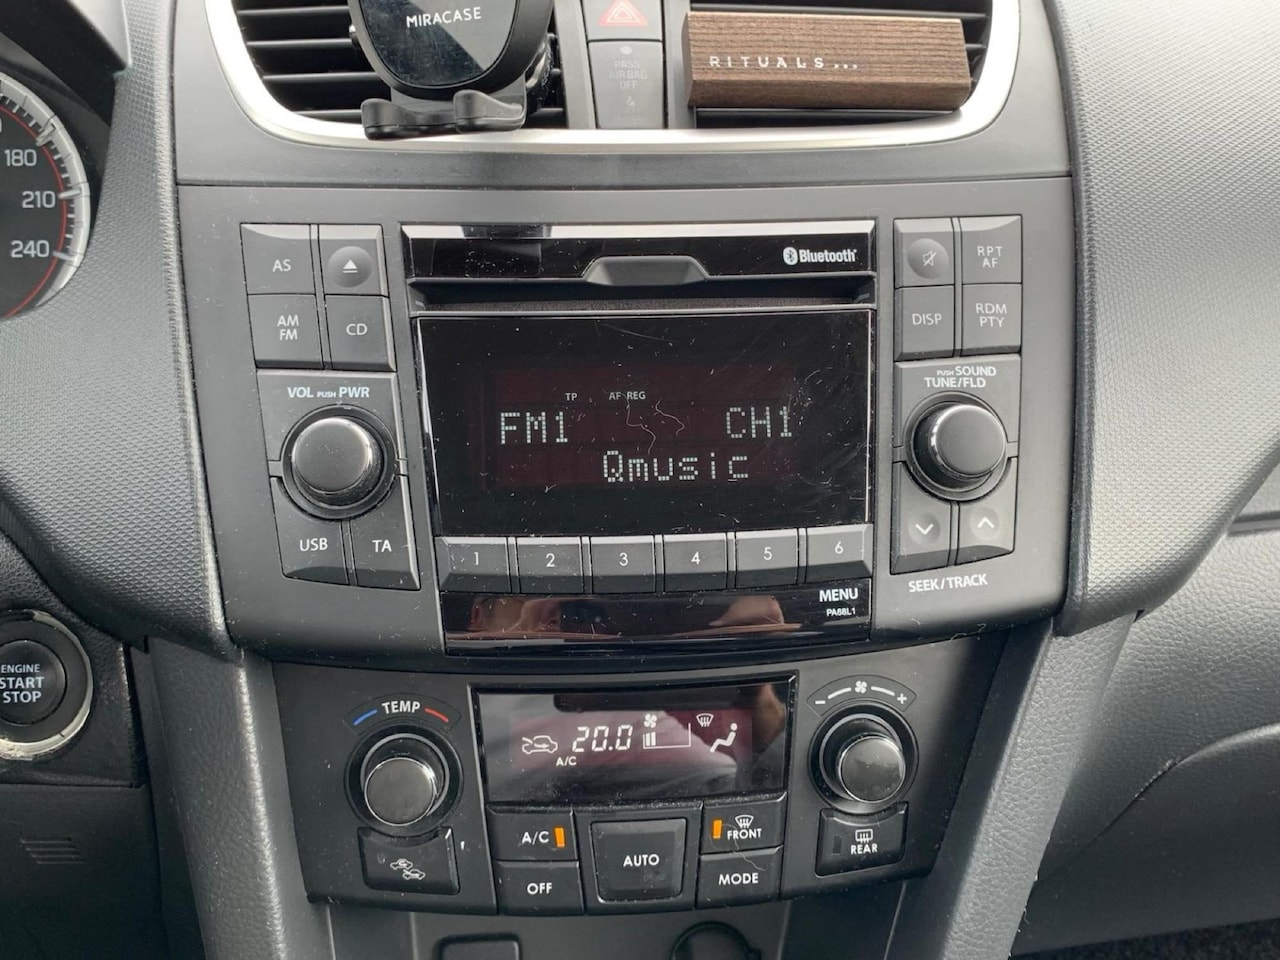 MIRACASE
PASS
AIR BAG
OFF
RITUALS...
180
210
240
AS
AM
FM
CD
VOL PUSH PWR
USB
TA
Bluetooth
TP AF REG
FM1 CH1
Qmusic
1 2 3 4 5 6
MENU
PA68L1
RPT
AF
DISP
RDM
PTY
PUSH SOUND
TUNE/FLD
SEEK/TRACK
ENGINE
START
STOP
TEMP
20.0
A/C
- +
A/C
OFF
AUTO
FRONT
MODE
REAR